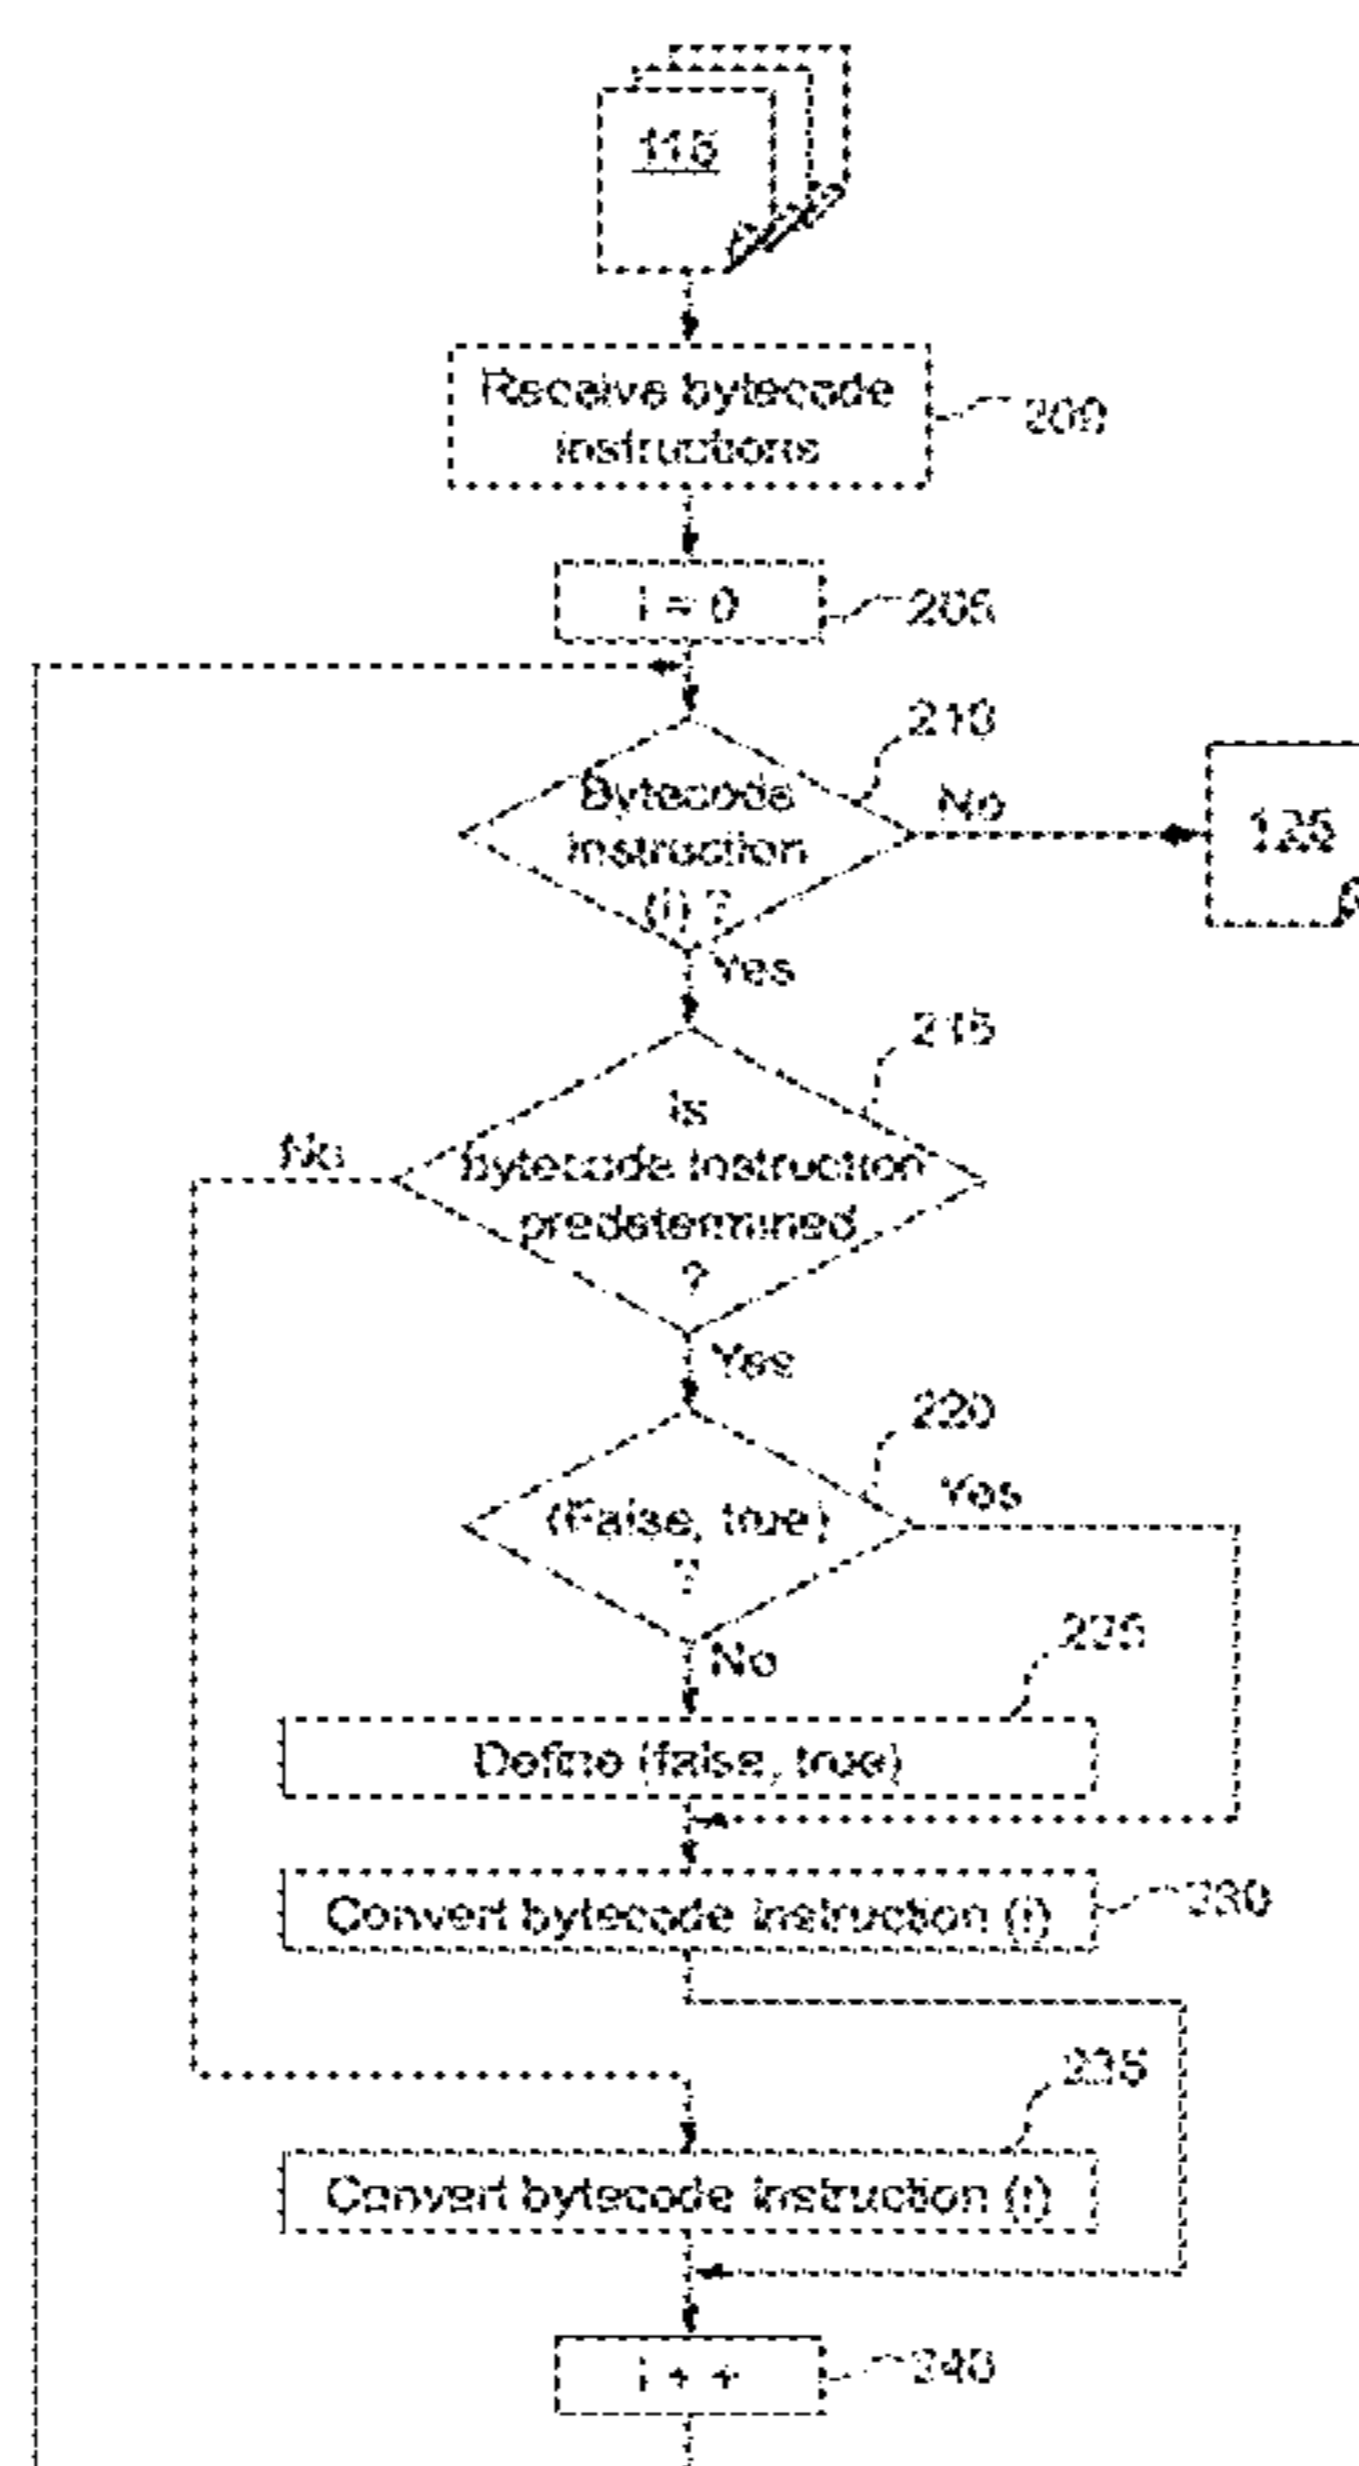 115
Receive bytecode
instructions
200
i = 0
205
210
Bytecode
instruction
(i) ?
No
125
Yes
215
Is
bytecode instruction
predetermined
?
No
Yes
220
(False, true)
?
Yes
No
225
Define (false, true)
Convert bytecode instruction (i)
230
235
Convert bytecode instruction (i)
i + +
240